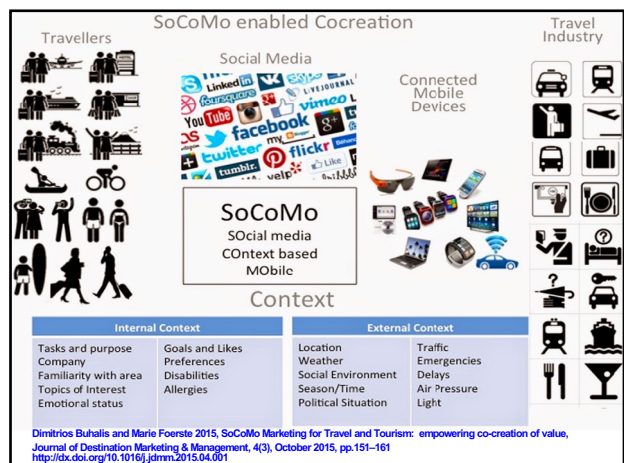 SoCoMo enabled Cocreation
Travellers
Social Media
Linkedin
foursquare
LIVEJOURNAL
You Tube
vimeo
facebook
my
twitter
flickr
Like
tumblr.
yelp
Connected
Mobile
Devices
Travel
Industry
SoCoMo
SOcial media
COntext based
MObile
Context
Internal Context
Tasks and purpose
Company
Familiarity with area
Topics of Interest
Emotional status
Goals and Likes
Preferences
Disabilities
Allergies
External Context
Location
Weather
Social Environment
Season/Time
Political Situation
Traffic
Emergencies
Delays
Air Pressure
Light
Dimitrios Buhalis and Marie Foerste 2015, SoCoMo Marketing for Travel and Tourism: empowering co-creation of value,
Journal of Destination Marketing & Management, 4(3), October 2015, pp.151–161
http://dx.doi.org/10.1016/j.jdmm.2015.04.001